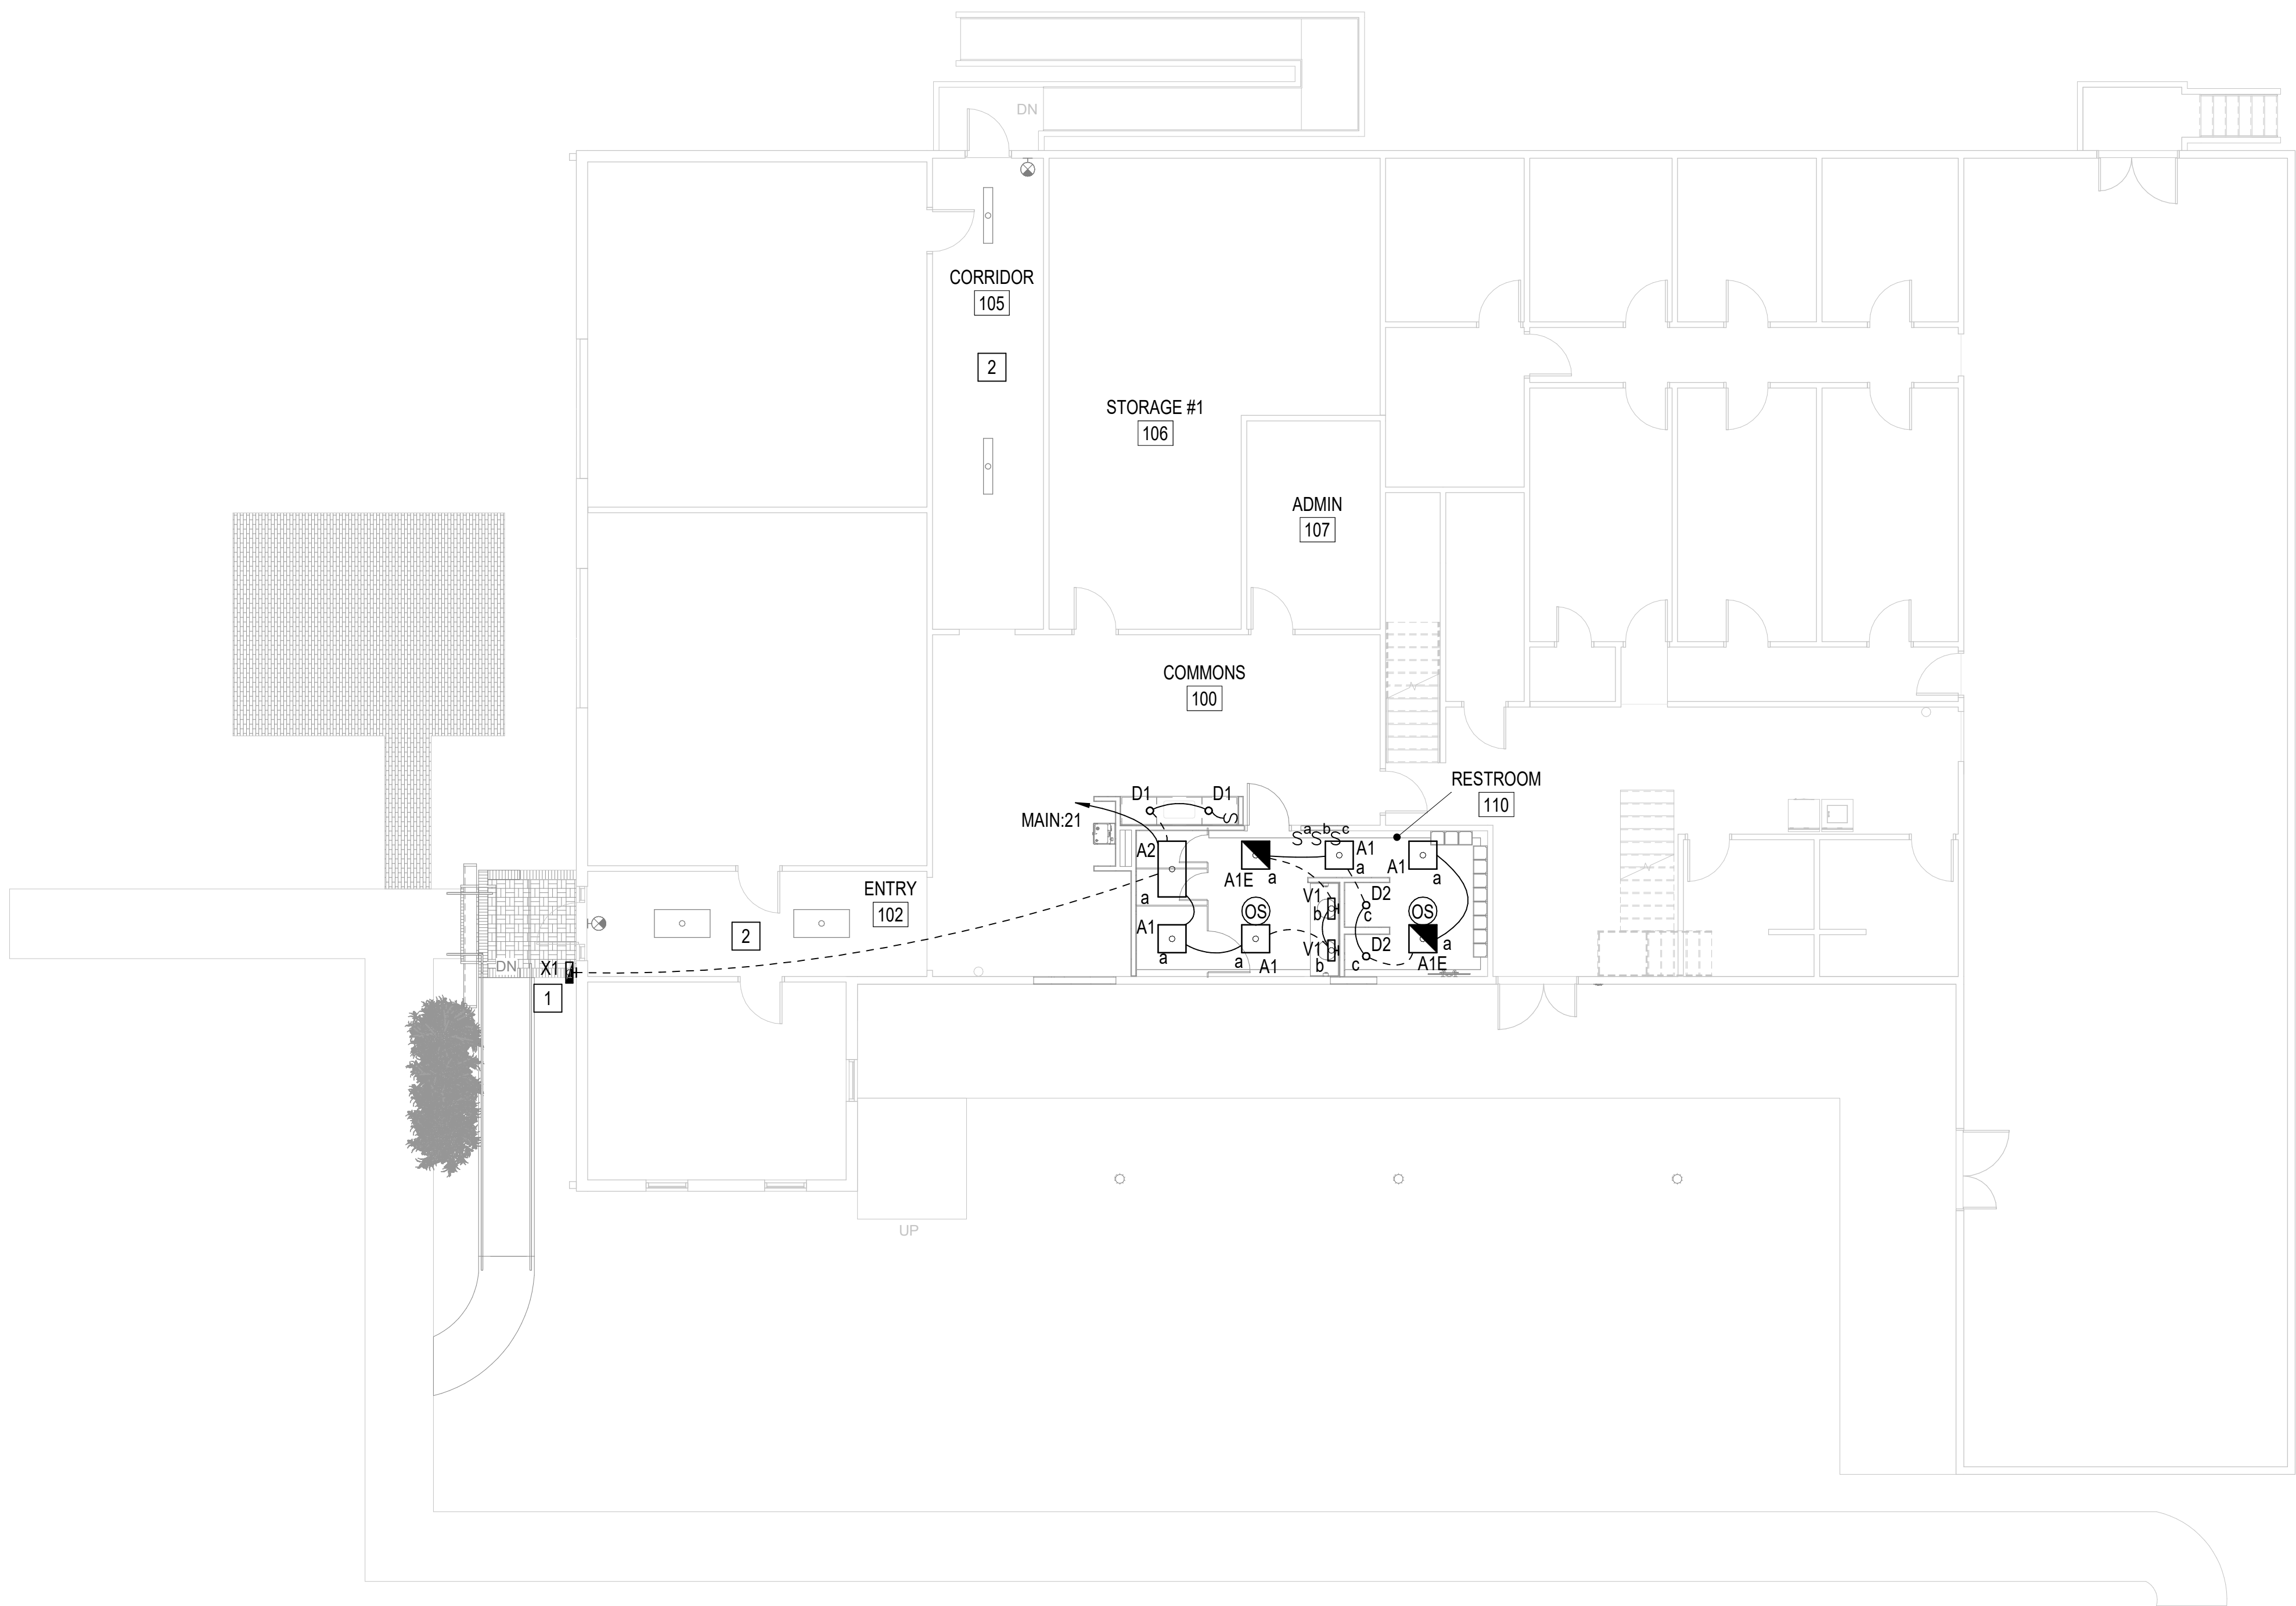 DN
CORRIDOR
105
2
STORAGE #1
106
ADMIN
107
COMMONS
100
RESTROOM
110
D1
D1
S
MAIN:21
a b c
S S S
A2
A1E
a
A1
a
A1
a
a
V1
b
D2
c
ENTRY
102
2
A1
a
OS
a
A1
V1
b
D2
c
OS
a
A1E
DN
X1
1
UP